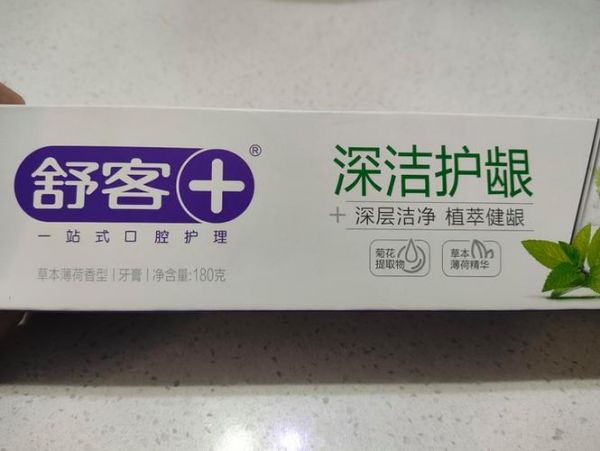 舒客+®
一站式口腔护理
草本薄荷香型|牙膏|净含量:180克
深洁护龈
+ 深层洁净 植萃健龈
菊花
提取物
草本
薄荷精华